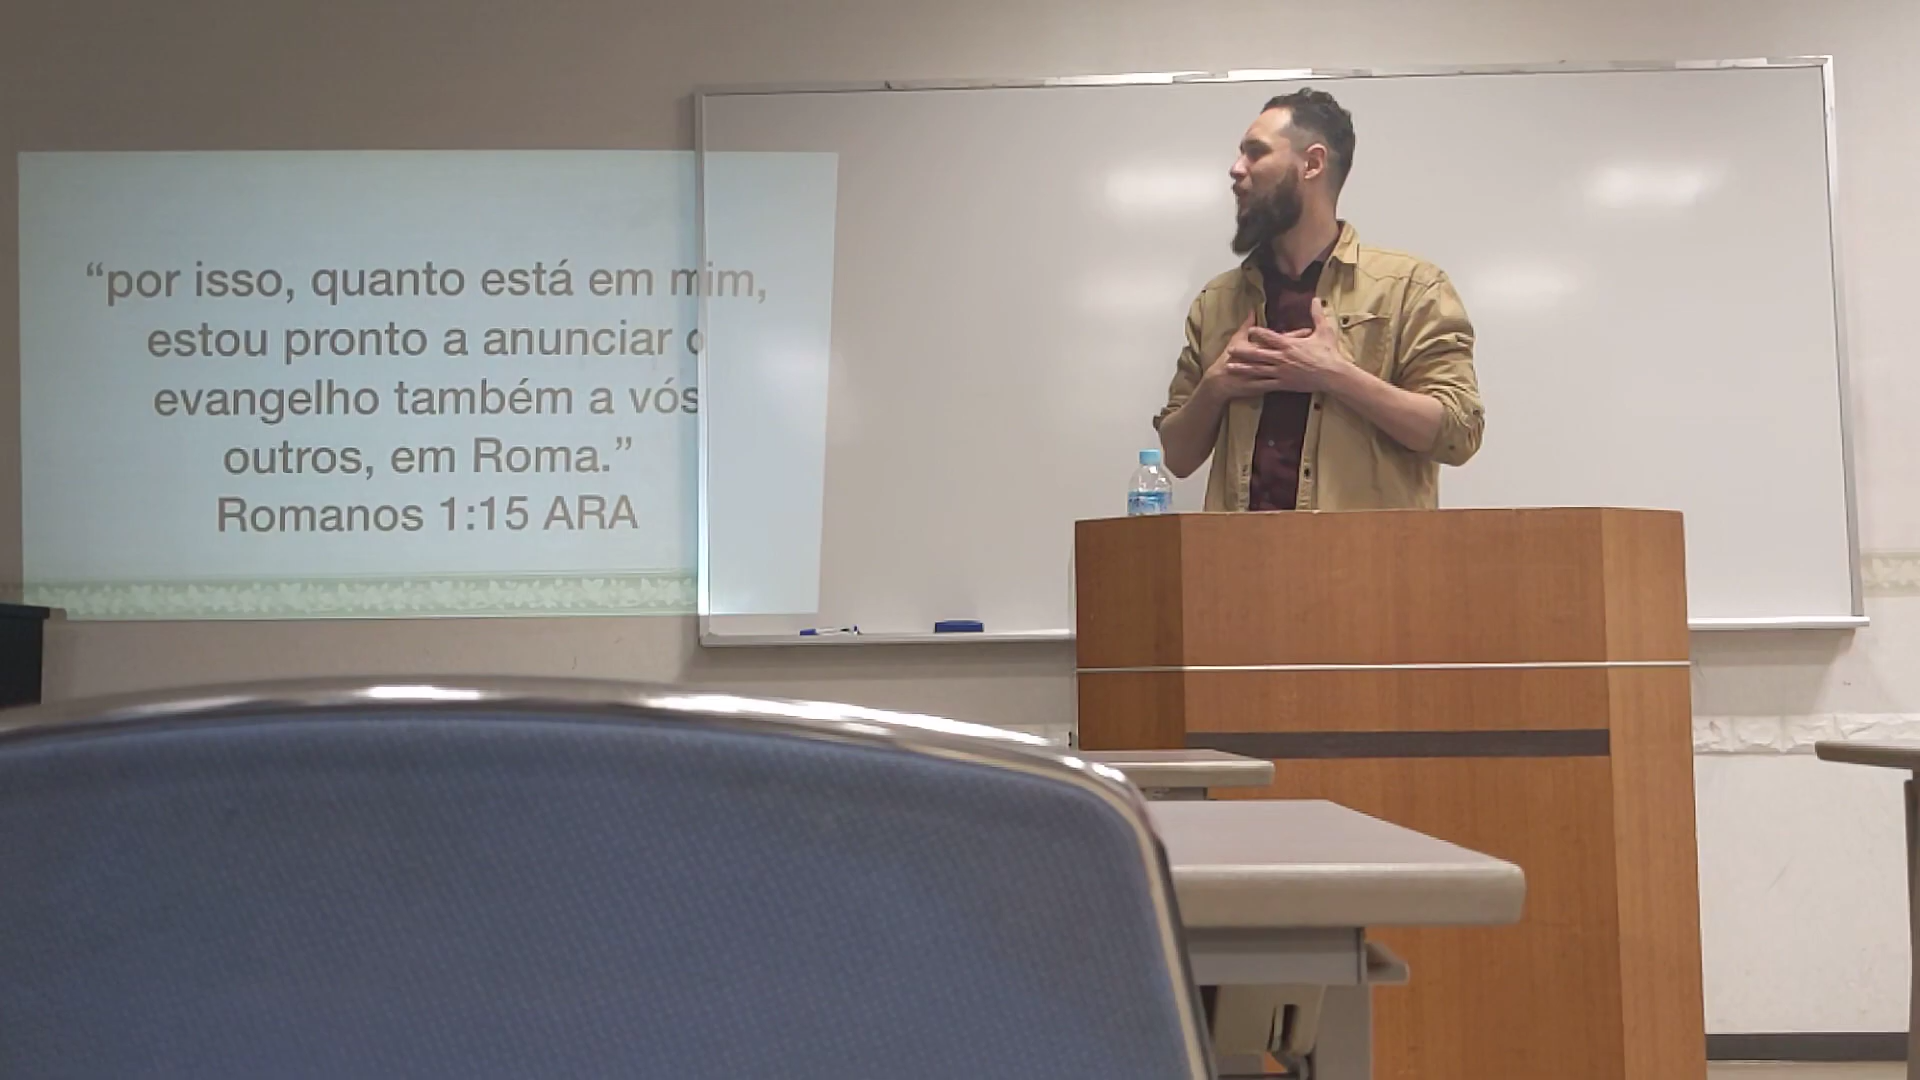 “por isso, quanto está em mim,
estou pronto a anunciar o
evangelho também a vós
outros, em Roma.”
Romanos 1:15 ARA